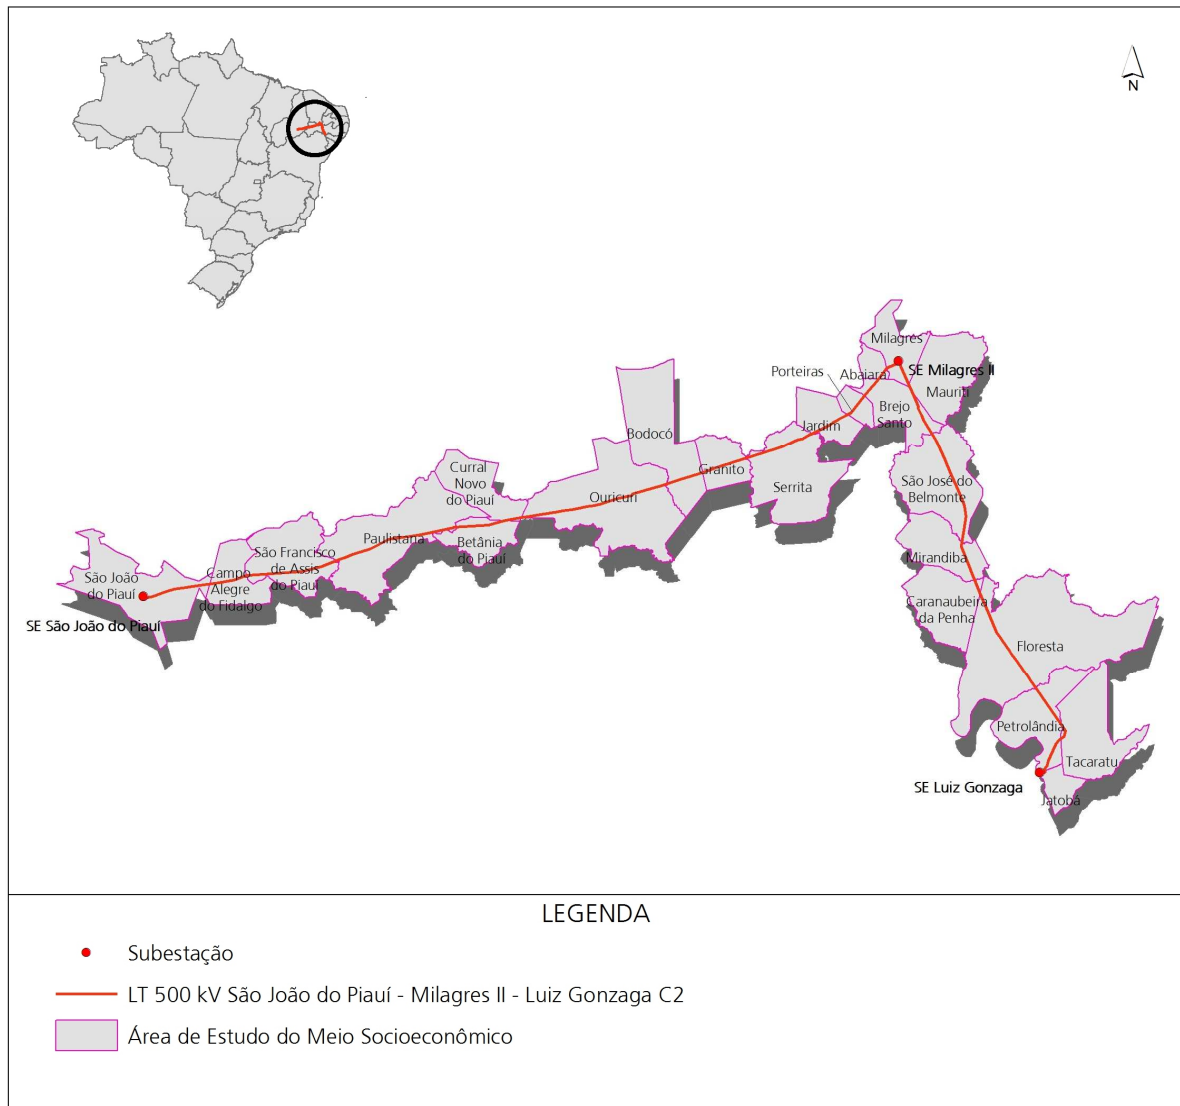 N
Milagres
SE Milagres II
Porteiras
Abaiara
Mauriti
Brejo
Santo
Jardim
Bodocó
Granito
Serrita
São José do
Belmonte
Curral
Novo
do Piauí
Ouricuri
Paulistana
Betânia
do Piauí
São Francisco
de Assis
do Piauí
Campo
Alegre
do Fidalgo
São João
do Piauí
SE São João do Piauí
Mirandiba
Caranaubeira
da Penha
Floresta
Petrolândia
Tacaratu
SE Luiz Gonzaga
Jatobá
LEGENDA
Subestação
LT 500 kV São João do Piauí - Milagres II - Luiz Gonzaga C2
Área de Estudo do Meio Socioeconômico